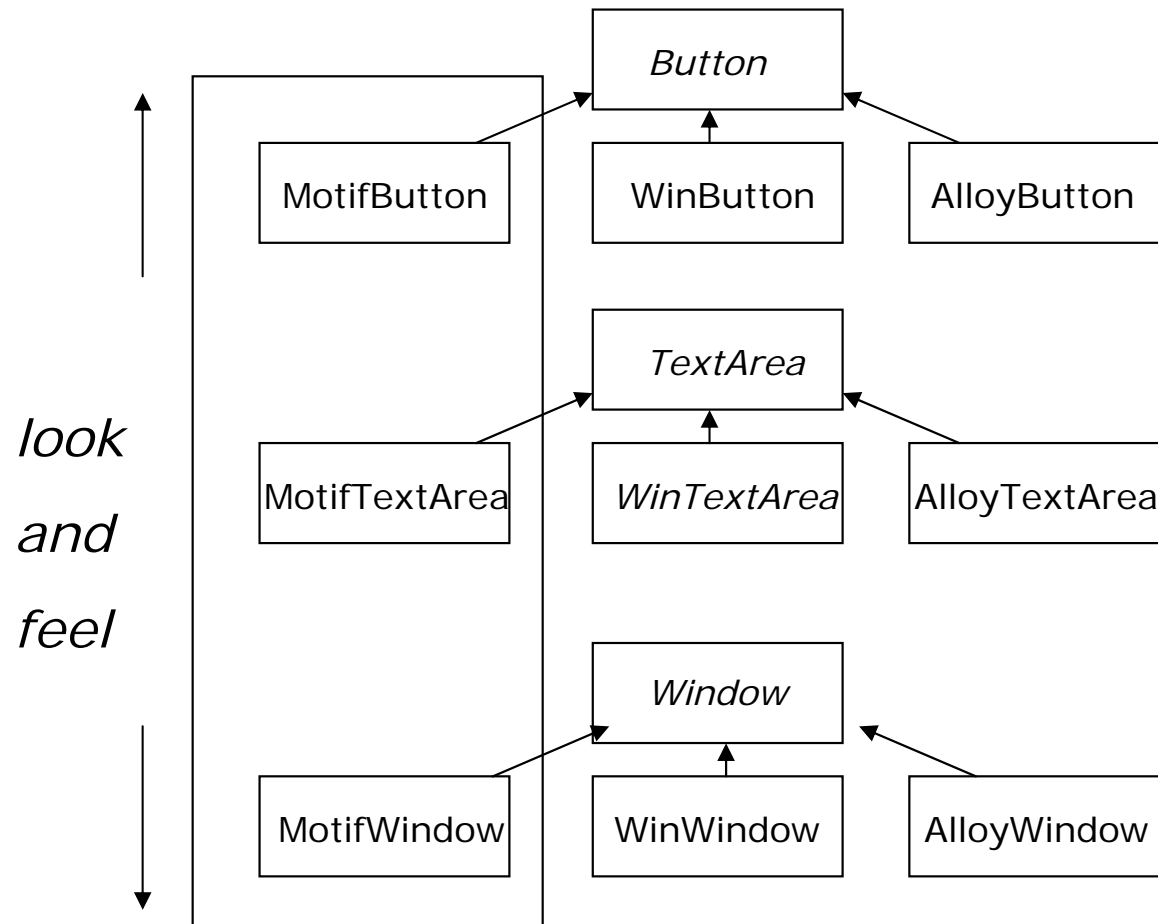 Button
MotifButton
WinButton
AlloyButton
TextArea
look
and
feel
MotifTextArea
WinTextArea
AlloyTextArea
Window
MotifWindow
WinWindow
AlloyWindow